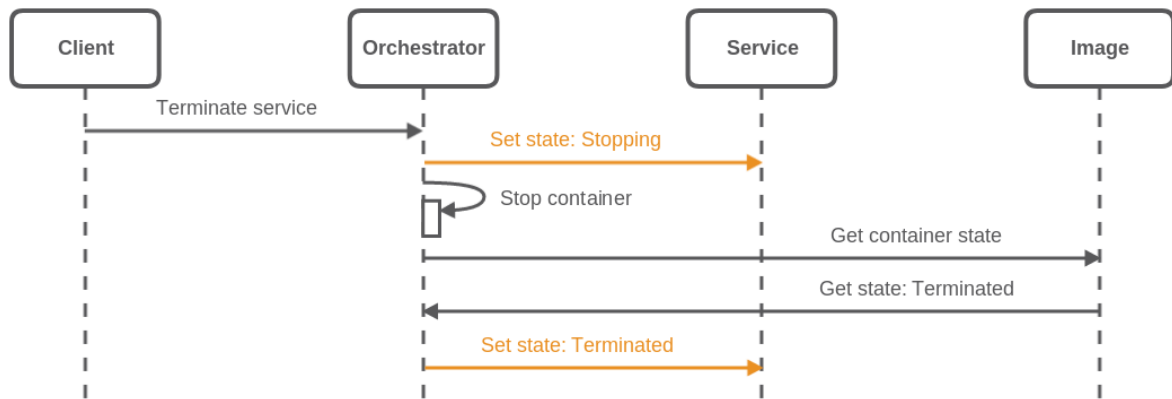 Client
Orchestrator
Service
Image
Terminate service
Set state: Stopping
Stop container
Get container state
Get state: Terminated
Set state: Terminated